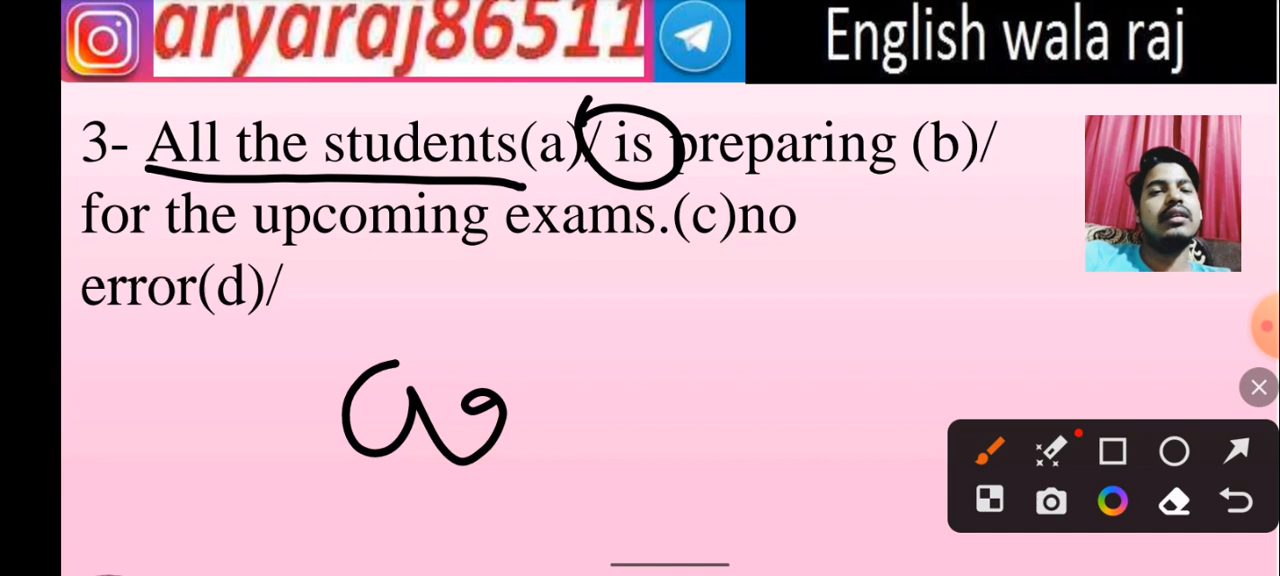 aryaraj86511
English wala raj
3- All the students(a)/ is preparing (b)/
for the upcoming exams.(c)no
error(d)/